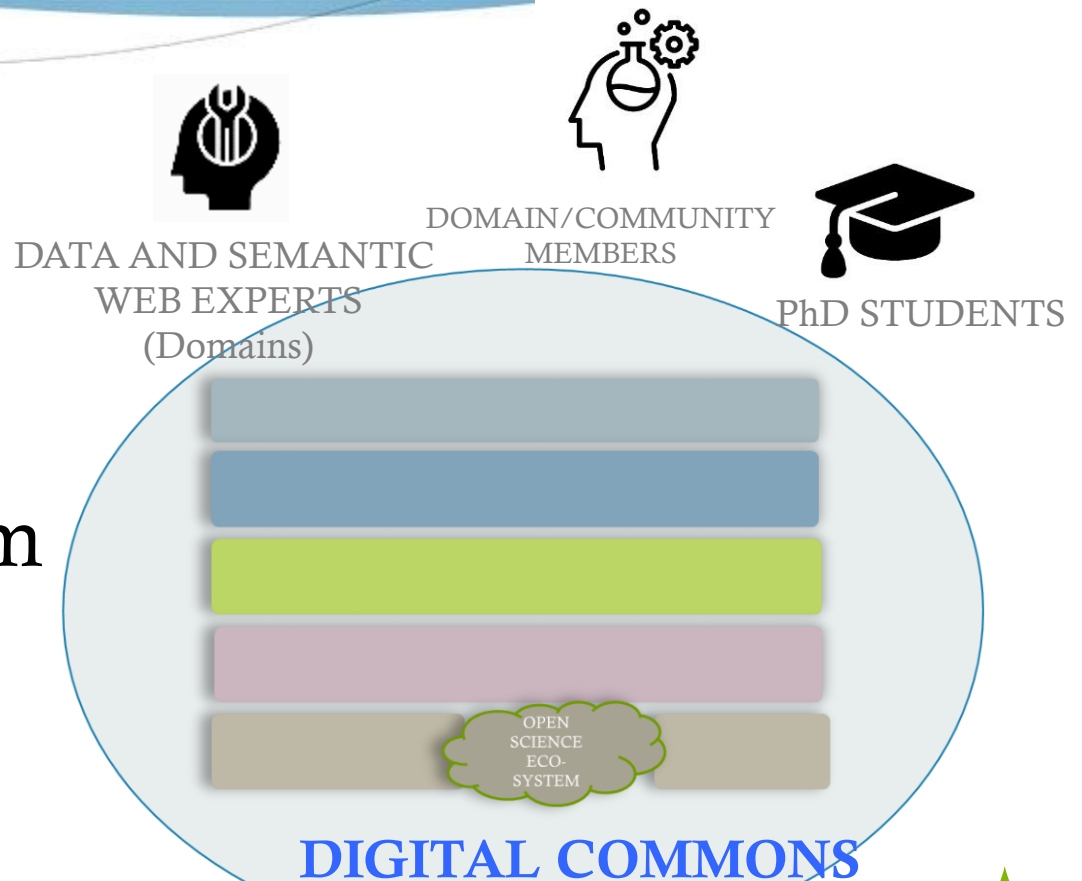 DOMAIN/COMMUNITY
MEMBERS
DATA AND SEMANTIC
WEB EXPERTS
(Domains)
PhD STUDENTS
m
OPEN
SCIENCE
ECO-
SYSTEM
DIGITAL COMMONS